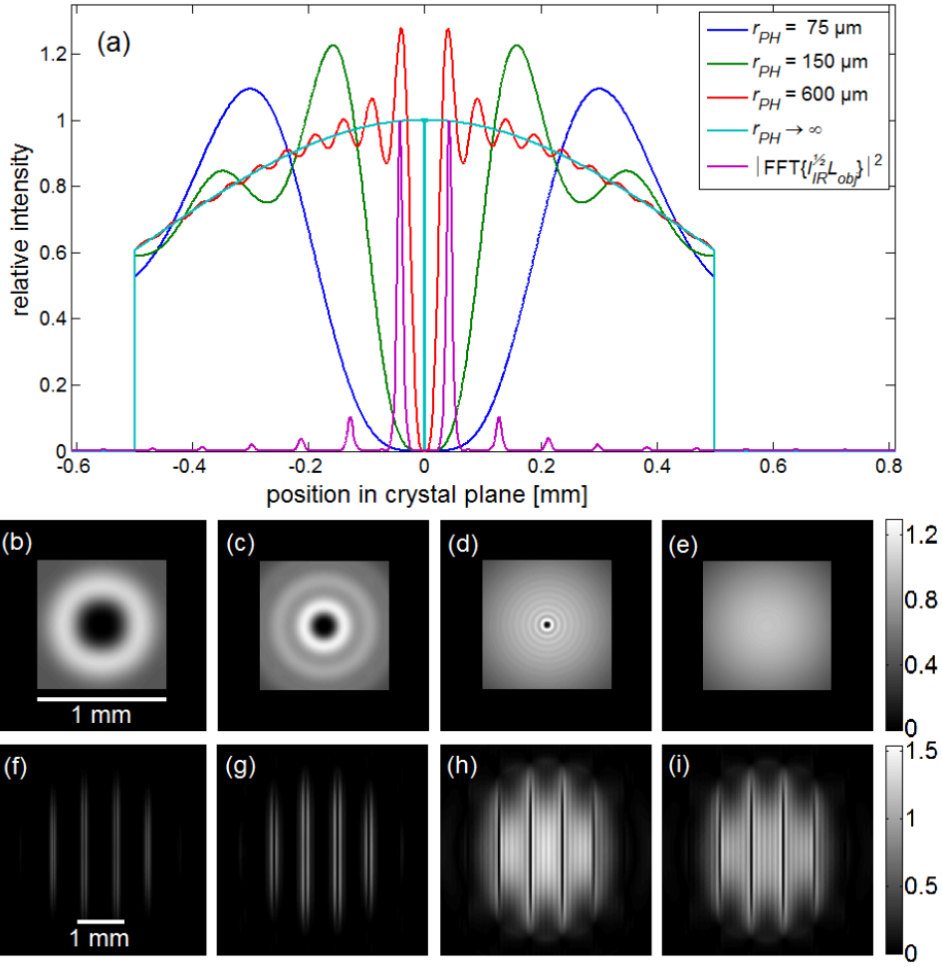 (a)
r_PH = 75 µm
r_PH = 150 µm
r_PH = 600 µm
r_PH → ∞
|FFT{I_IR^½ L_obj}|²
relative intensity
1.2
1
0.8
0.6
0.4
0.2
0
-0.6 -0.4 -0.2 0 0.2 0.4 0.6 0.8
position in crystal plane [mm]
(b) (c) (d) (e)
1 mm
1.2
0.8
0.4
0
(f) (g) (h) (i)
1 mm
1.5
1
0.5
0